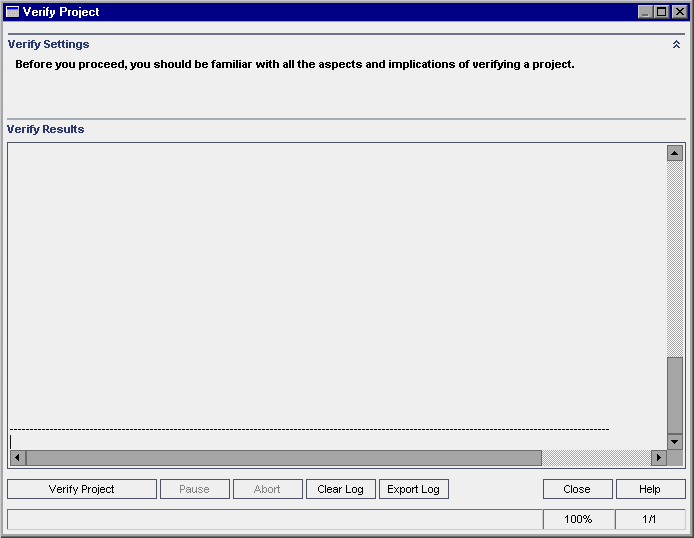 Verify Project
Verify Settings
Before you proceed, you should be familiar with all the aspects and implications of verifying a project.
Verify Results
Verify Project Pause Abort Clear Log Export Log Close Help
100% 1/1